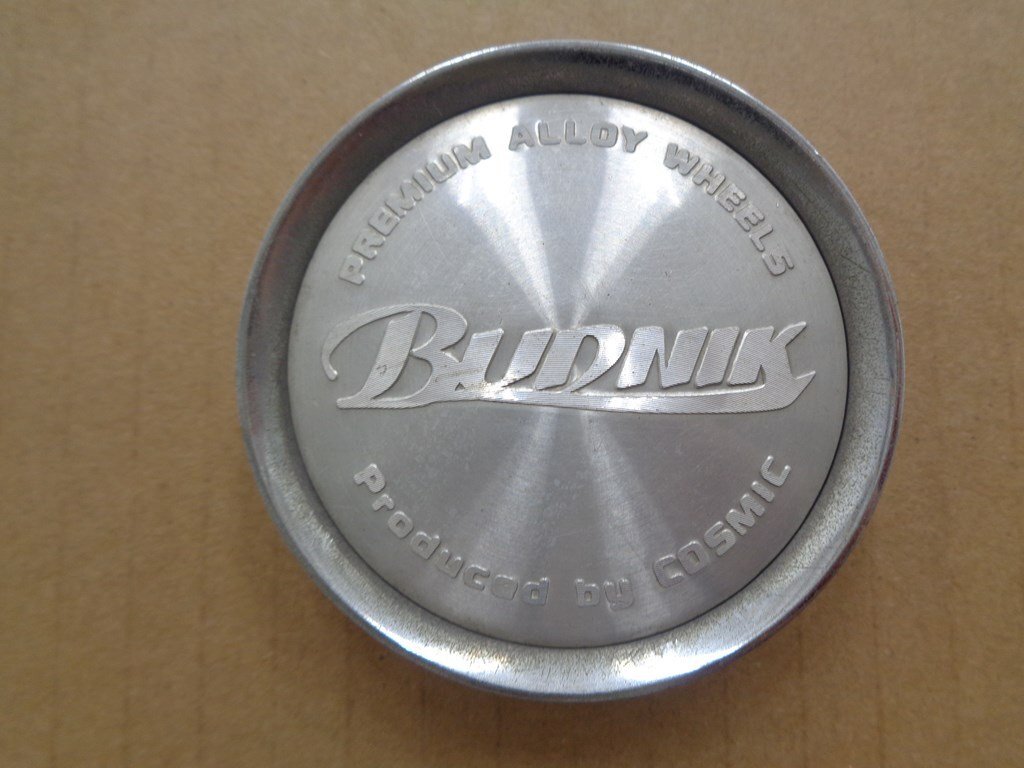 PREMIUM ALLOY WHEELS
BUDNIK
Produced by COSMIC